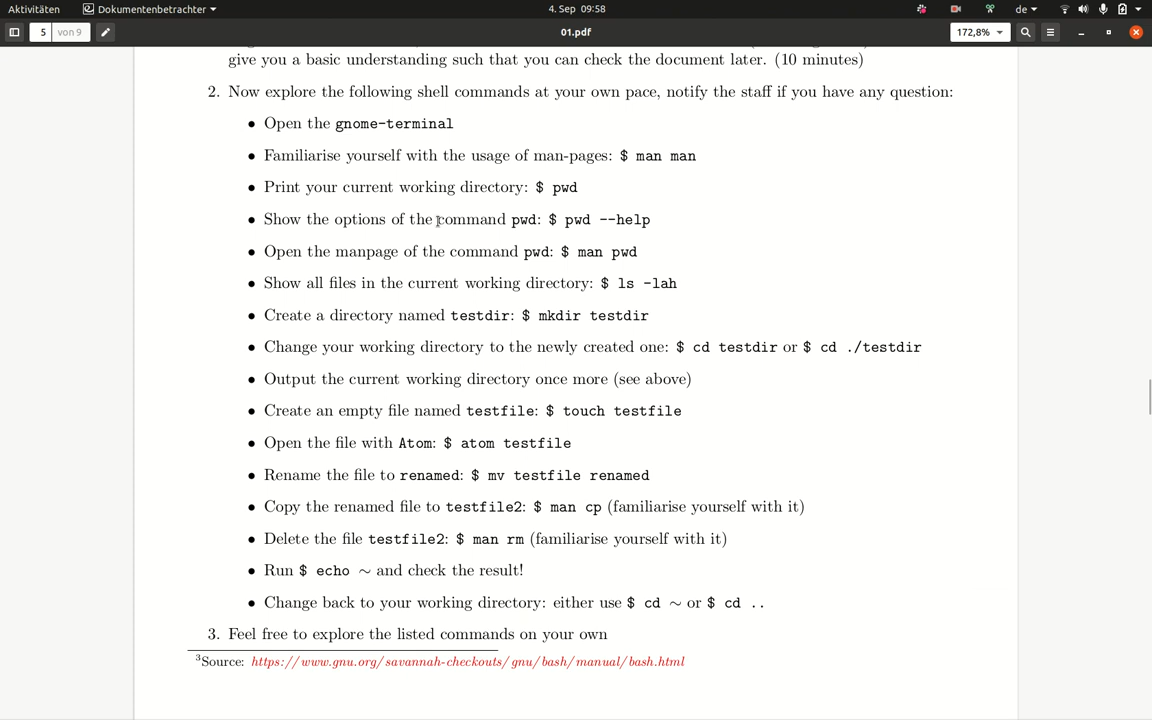 Aktivitäten Dokumentenbetrachter 4. Sep 09:58 de
5 von 9 01.pdf 172,8%
give you a basic understanding such that you can check the document later. (10 minutes)
2. Now explore the following shell commands at your own pace, notify the staff if you have any question:
• Open the gnome-terminal
• Familiarise yourself with the usage of man-pages: $ man man
• Print your current working directory: $ pwd
• Show the options of the command pwd: $ pwd --help
• Open the manpage of the command pwd: $ man pwd
• Show all files in the current working directory: $ ls -lah
• Create a directory named testdir: $ mkdir testdir
• Change your working directory to the newly created one: $ cd testdir or $ cd ./testdir
• Output the current working directory once more (see above)
• Create an empty file named testfile: $ touch testfile
• Open the file with Atom: $ atom testfile
• Rename the file to renamed: $ mv testfile renamed
• Copy the renamed file to testfile2: $ man cp (familiarise yourself with it)
• Delete the file testfile2: $ man rm (familiarise yourself with it)
• Run $ echo ~ and check the result!
• Change back to your working directory: either use $ cd ~ or $ cd ..
3. Feel free to explore the listed commands on your own
3Source: https://www.gnu.org/savannah-checkouts/gnu/bash/manual/bash.html